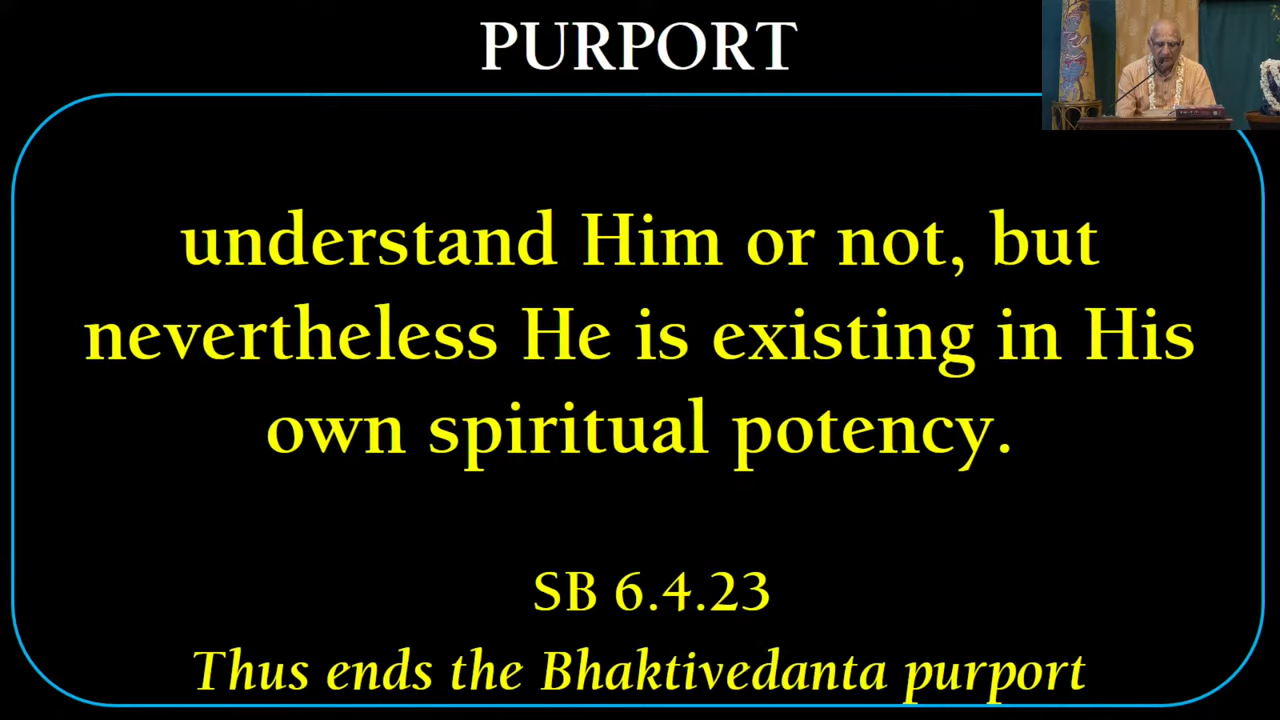 PURPORT
understand Him or not, but
nevertheless He is existing in His
own spiritual potency.
SB 6.4.23
Thus ends the Bhaktivedanta purport